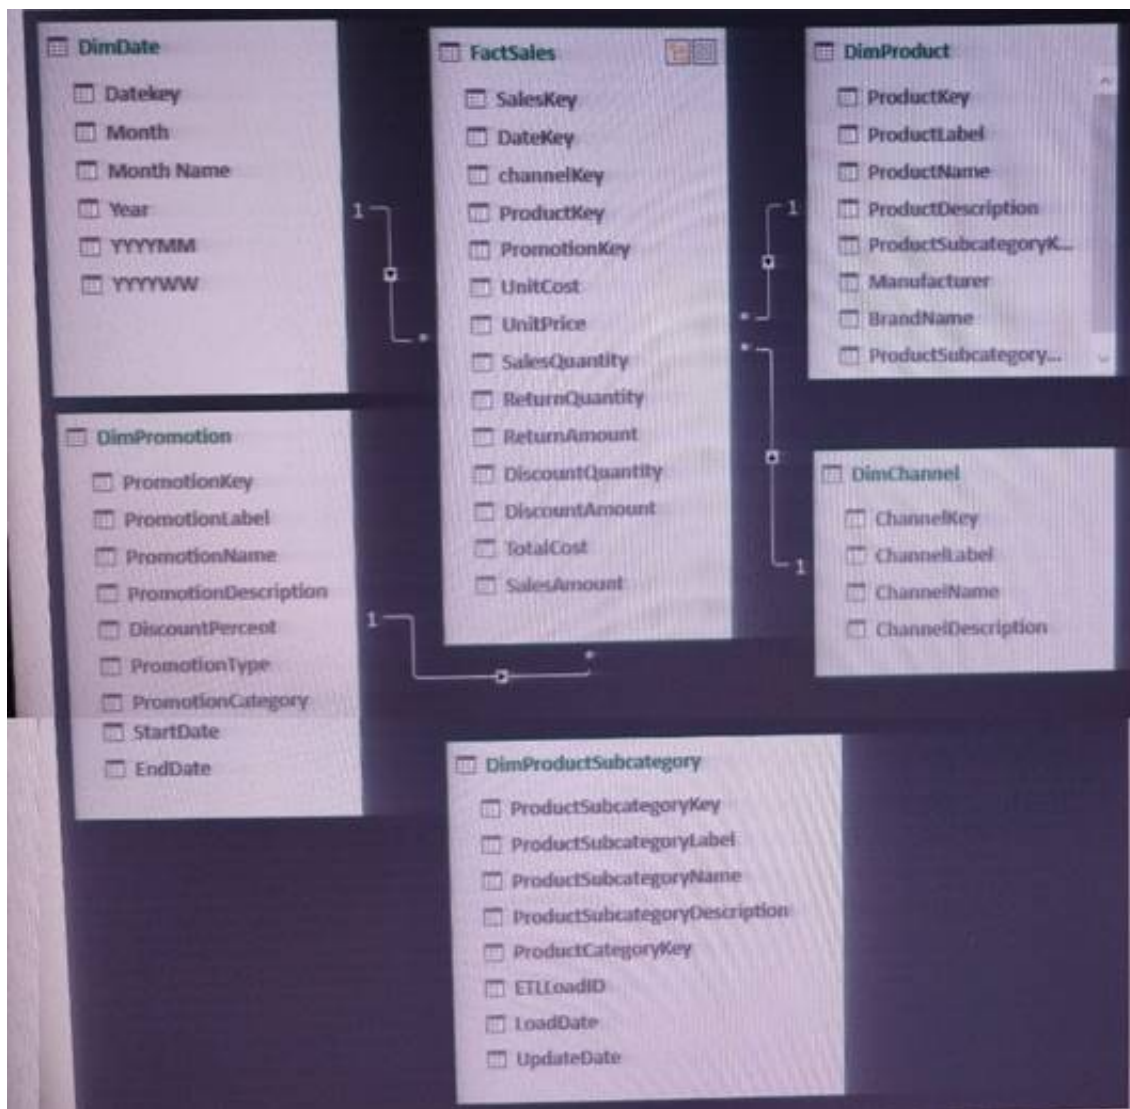 DimDate
Datekey
Month
Month Name
Year
YYYYMM
YYYYWW
1
*
FactSales
SalesKey
DateKey
channelKey
ProductKey
PromotionKey
UnitCost
UnitPrice
SalesQuantity
ReturnQuantity
ReturnAmount
DiscountQuantity
DiscountAmount
TotalCost
SalesAmount
DimProduct
ProductKey
ProductLabel
ProductName
ProductDescription
ProductSubcategoryK...
Manufacturer
BrandName
ProductSubcategory...
1
*
*
1
DimPromotion
PromotionKey
PromotionLabel
PromotionName
PromotionDescription
DiscountPercent
PromotionType
PromotionCategory
StartDate
EndDate
1
*
DimChannel
ChannelKey
ChannelLabel
ChannelName
ChannelDescription
DimProductSubcategory
ProductSubcategoryKey
ProductSubcategoryLabel
ProductSubcategoryName
ProductSubcategoryDescription
ProductCategoryKey
ETLLoadID
LoadDate
UpdateDate